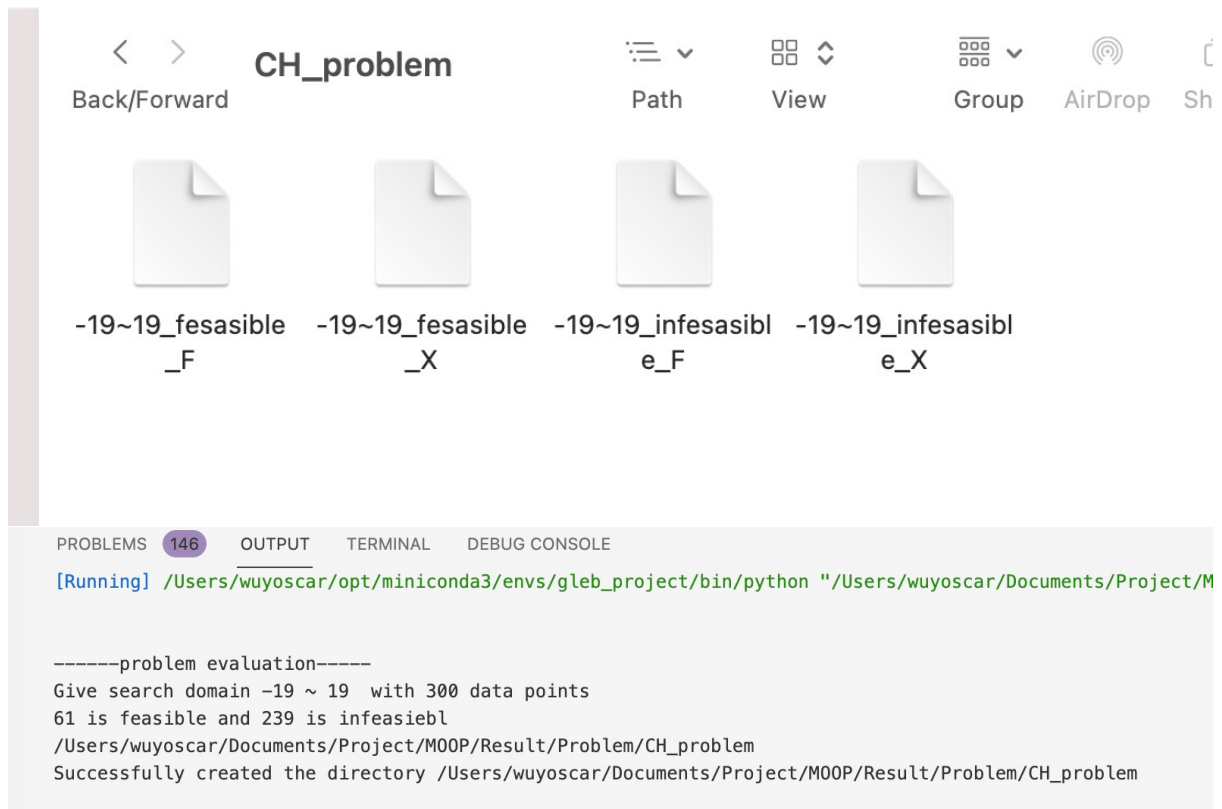 CH_problem
Back/Forward
Path
View
Group
AirDrop
Sh
-19~19_fesasible
_F
-19~19_fesasible
_X
-19~19_infesasibl
e_F
-19~19_infesasibl
e_X
PROBLEMS 146 OUTPUT TERMINAL DEBUG CONSOLE
[Running] /Users/wuyoscar/opt/miniconda3/envs/gleb_project/bin/python "/Users/wuyoscar/Documents/Project/M
------problem evaluation-----
Give search domain -19 ~ 19  with 300 data points
61 is feasible and 239 is infeasiebl
/Users/wuyoscar/Documents/Project/MOOP/Result/Problem/CH_problem
Successfully created the directory /Users/wuyoscar/Documents/Project/MOOP/Result/Problem/CH_problem